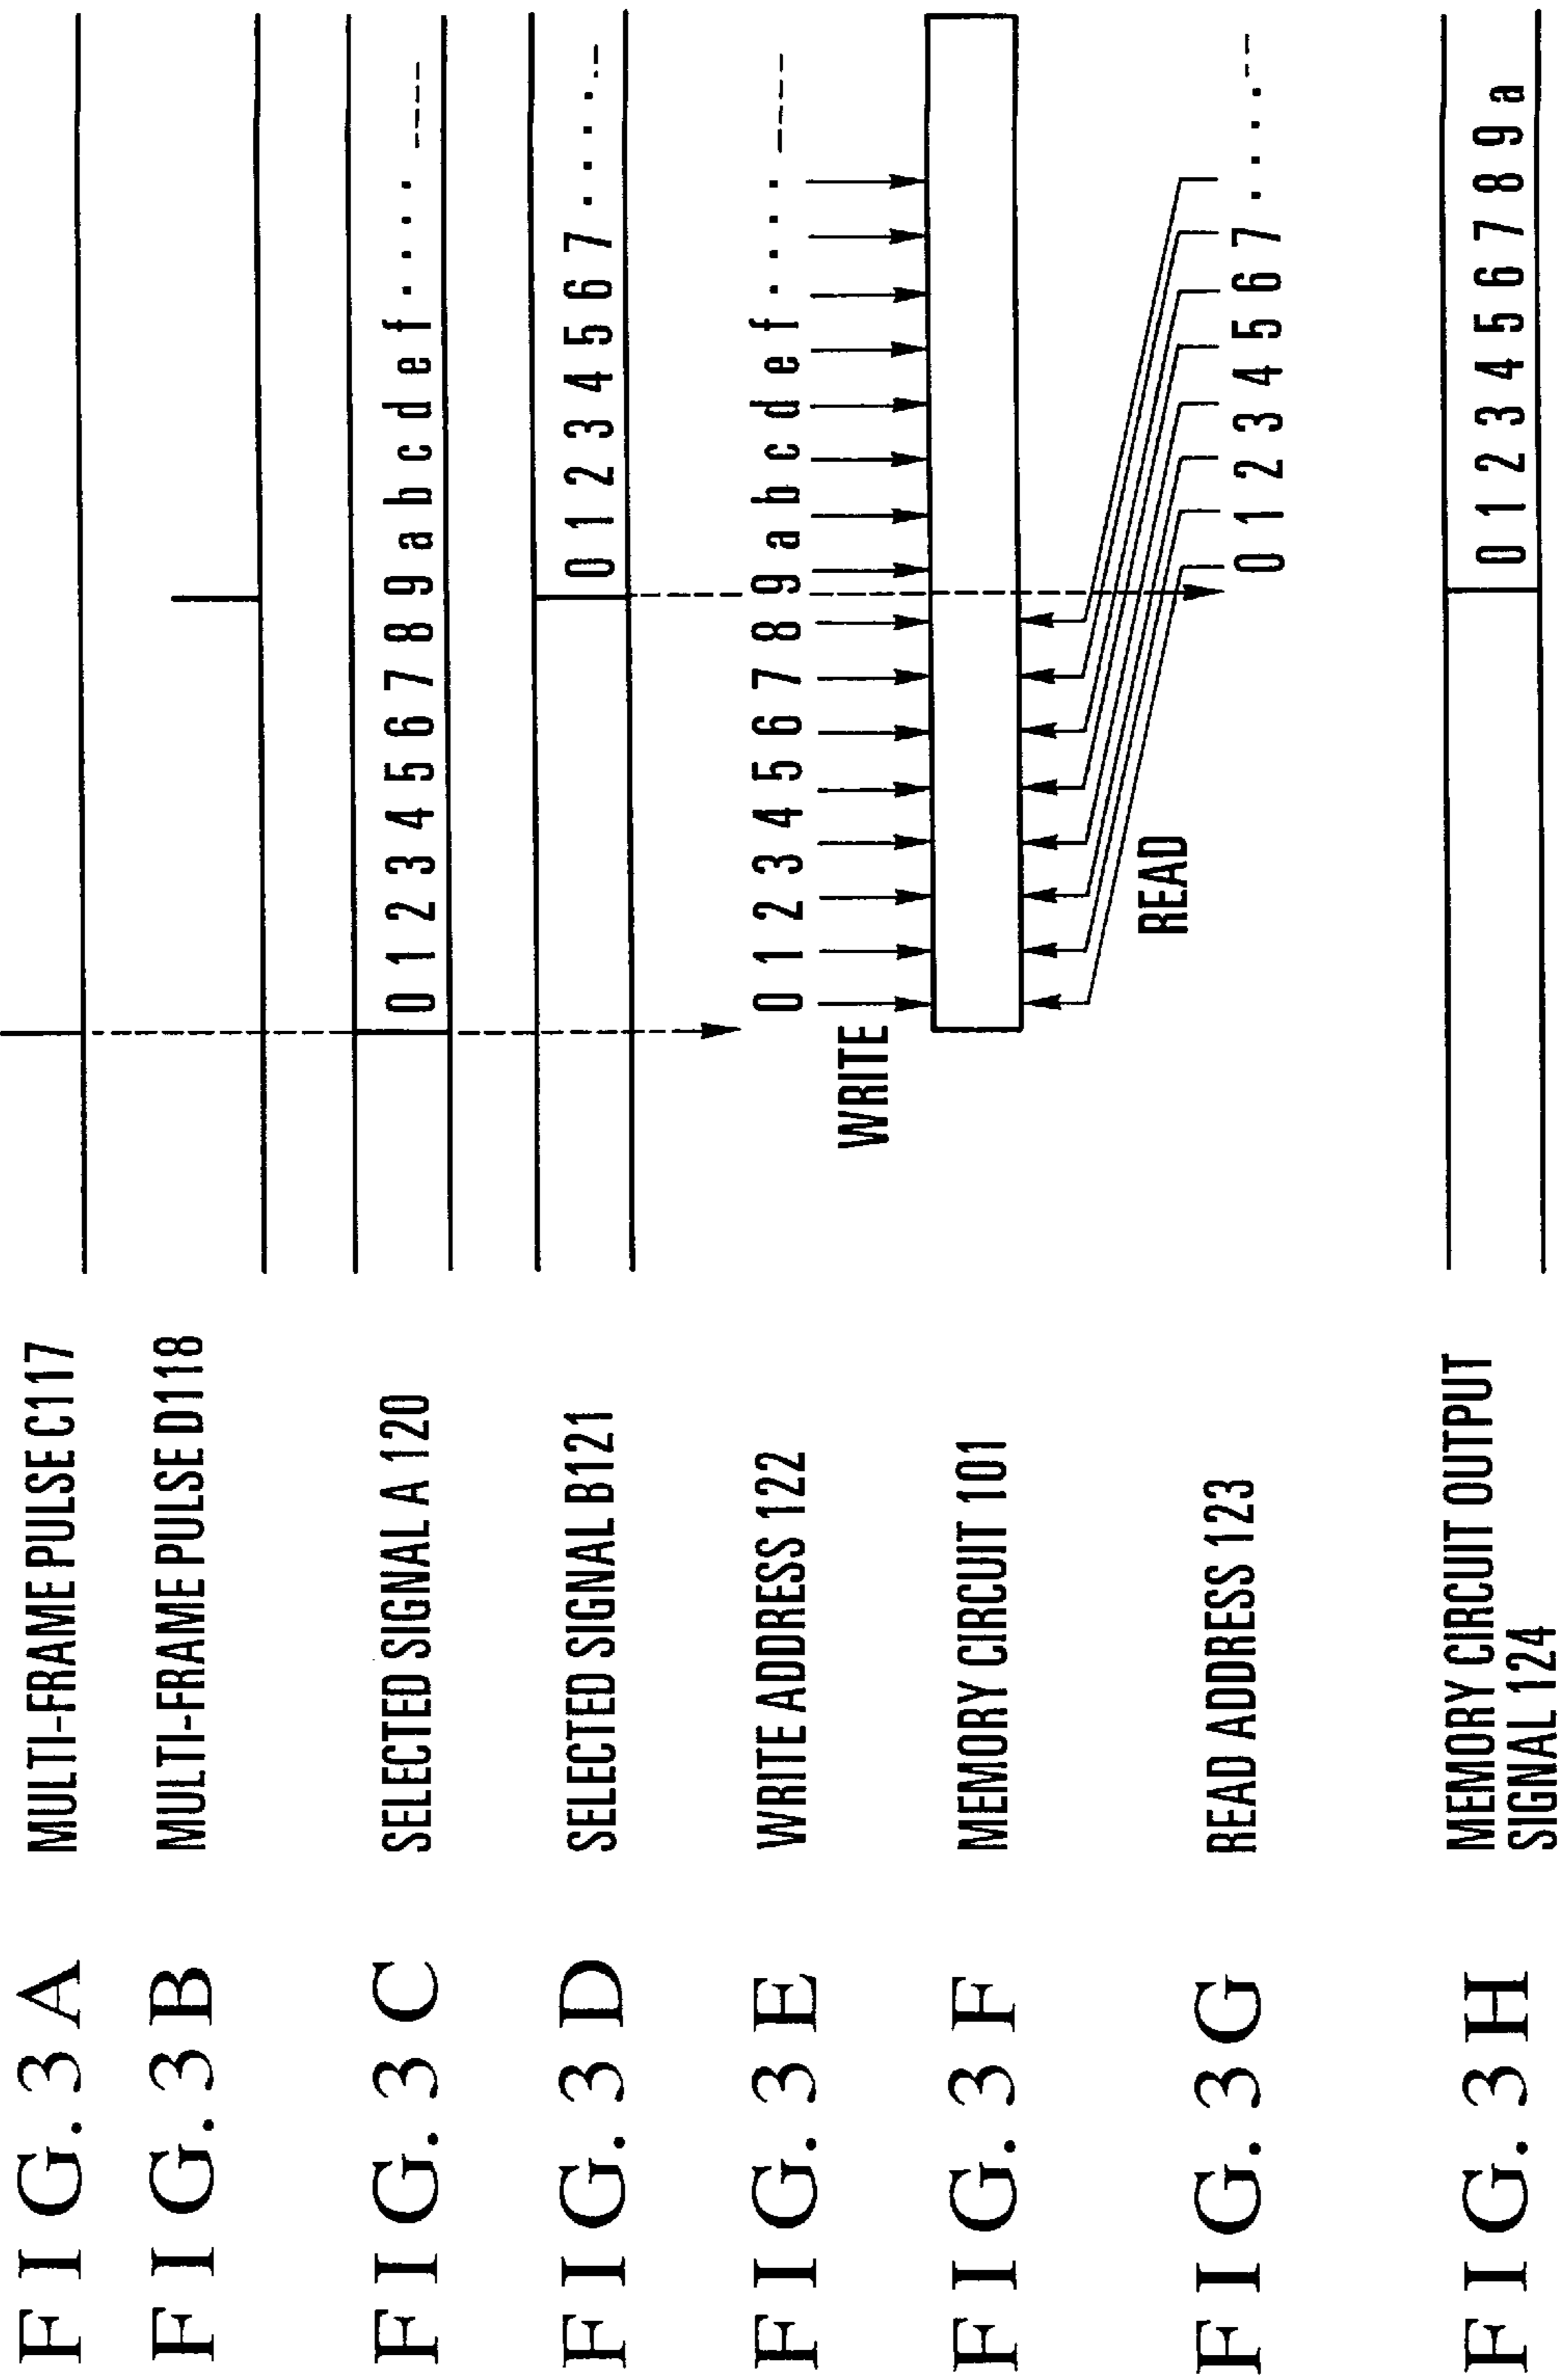 FIG.3A MULTI-FRAME PULSE C117
FIG.3B MULTI-FRAME PULSE D118
FIG.3C SELECTED SIGNAL A 120 0 1 2 3 4 5 6 7 8 9 a b c d e f ....
FIG.3D SELECTED SIGNAL B121 0 1 2 3 4 5 6 7 .....
FIG.3E WRITE ADDRESS 122 0 1 2 3 4 5 6 7 8 9 a b c d e f ....
WRITE
FIG.3F MEMORY CIRCUIT 101
READ
FIG.3G READ ADDRESS 123 0 1 2 3 4 5 6 7 ....
FIG.3H MEMORY CIRCUIT OUTPUT
SIGNAL 124 0 1 2 3 4 5 6 7 8 9 a